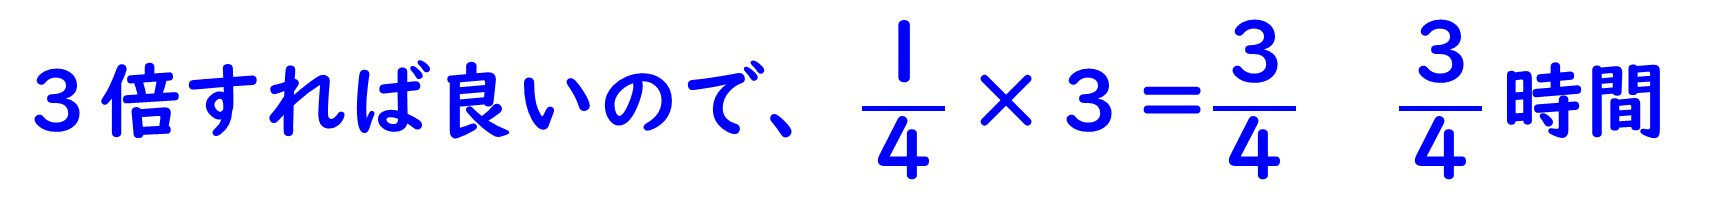 3倍すれば良いので、 1/4 × 3 = 3/4　3/4 時間